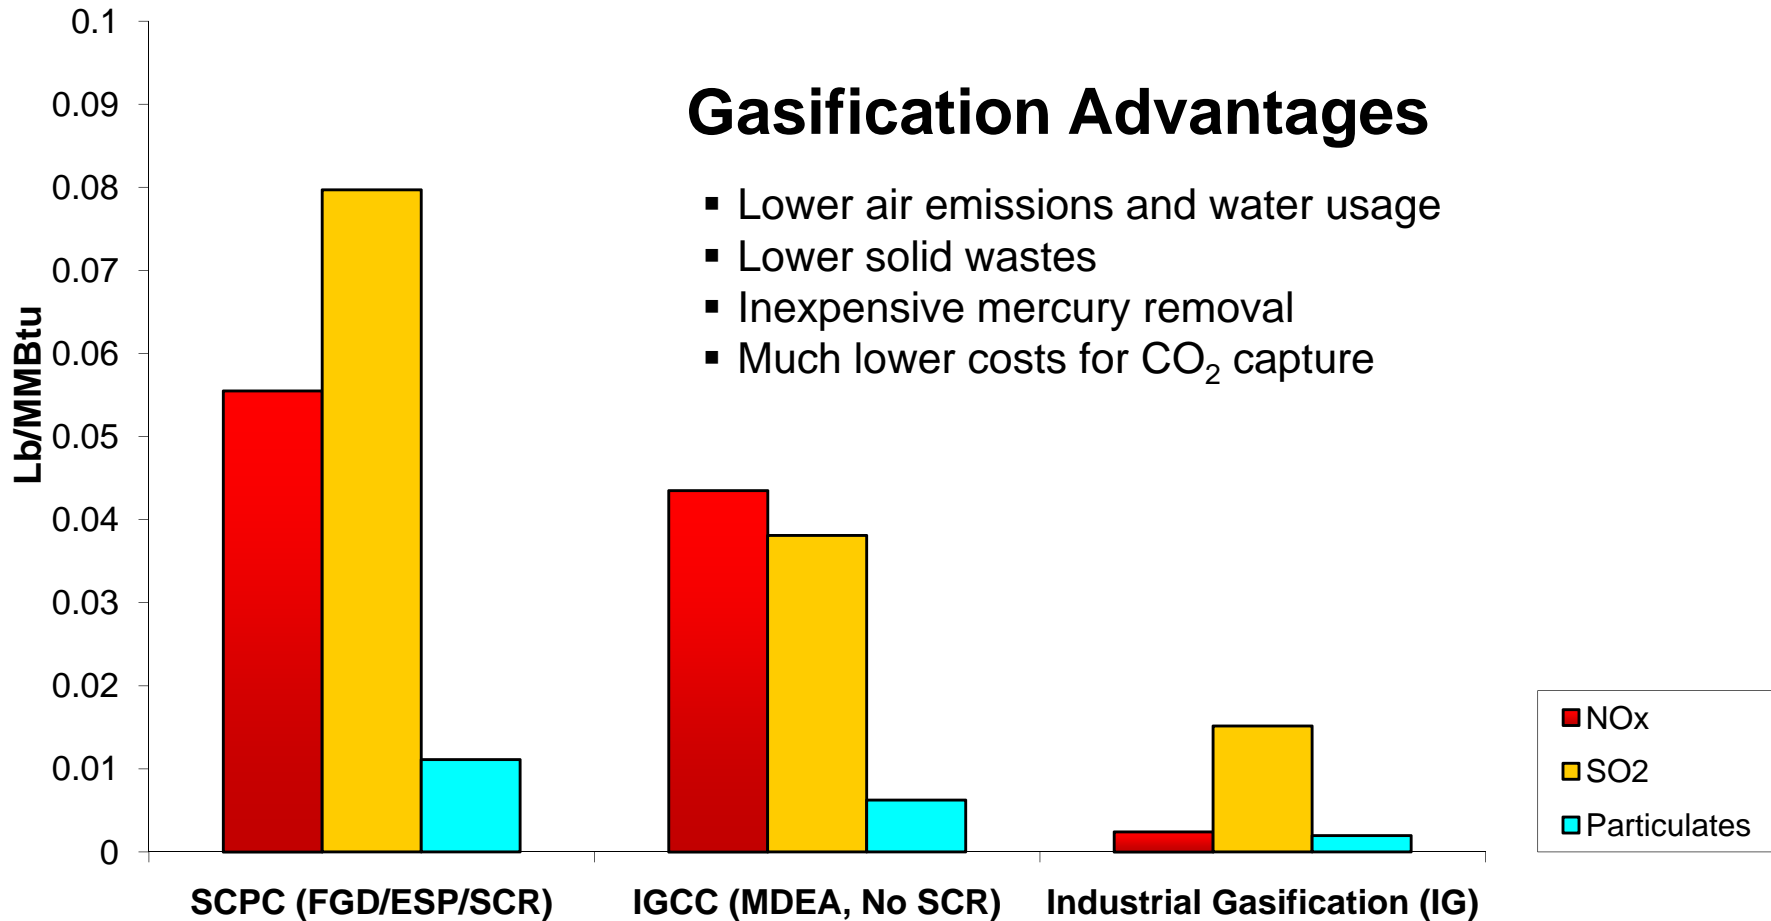 Gasification Advantages
▪ Lower air emissions and water usage
▪ Lower solid wastes
▪ Inexpensive mercury removal
▪ Much lower costs for CO₂ capture
Lb/MMBtu
0.1
0.09
0.08
0.07
0.06
0.05
0.04
0.03
0.02
0.01
0
SCPC (FGD/ESP/SCR)
IGCC (MDEA, No SCR)
Industrial Gasification (IG)
NOx
SO2
Particulates